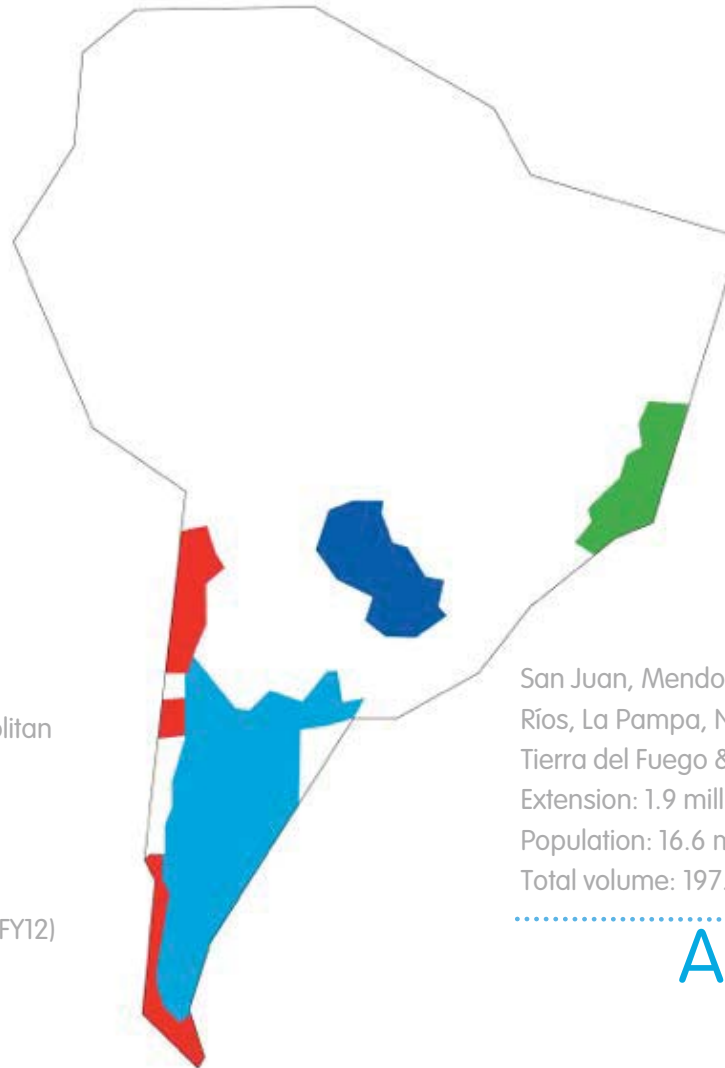 San Juan, Mendo
Ríos, La Pampa, N
Tierra del Fuego &
Extension: 1.9 mill
Population: 16.6 m
Total volume: 197.
A
litan
FY12)